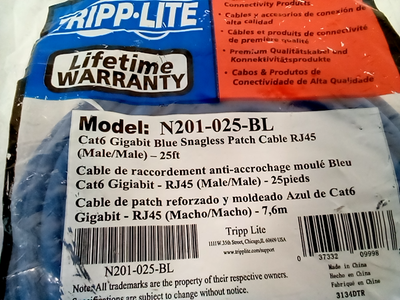 Connectivity Products
TRIPP·LITE
• Cables y accesorios de conexión de
alta calidad
• Câbles et produits de connectivité
de première qualité
Lifetime
WARRANTY
• Premium Qualitätskabel und
Konnektivitätsprodukte
• Cabos & Produtos de
Conectividade de Alta Qualidade
Model: N201-025-BL
Cat6 Gigabit Blue Snagless Patch Cable RJ45
(Male/Male) – 25ft
Cable de raccordement anti-accrochage moulé Bleu
Cat6 Gigiabit - RJ45 (Male/Male) - 25pieds
Cable de patch reforzado y moldeado Azul de Cat6
Gigabit - RJ45 (Macho/Macho) - 7,6m
Tripp Lite
1111 W. 35th Street, Chicago, IL 60609 USA
www.tripplite.com/support
N201-025-BL
0 37332 09998
Note: All trademarks are the property of their respective owners.
Specifications are subject to change without notice.
Made in China
Hecho en China
Fabriqué en Chine
3134DTR